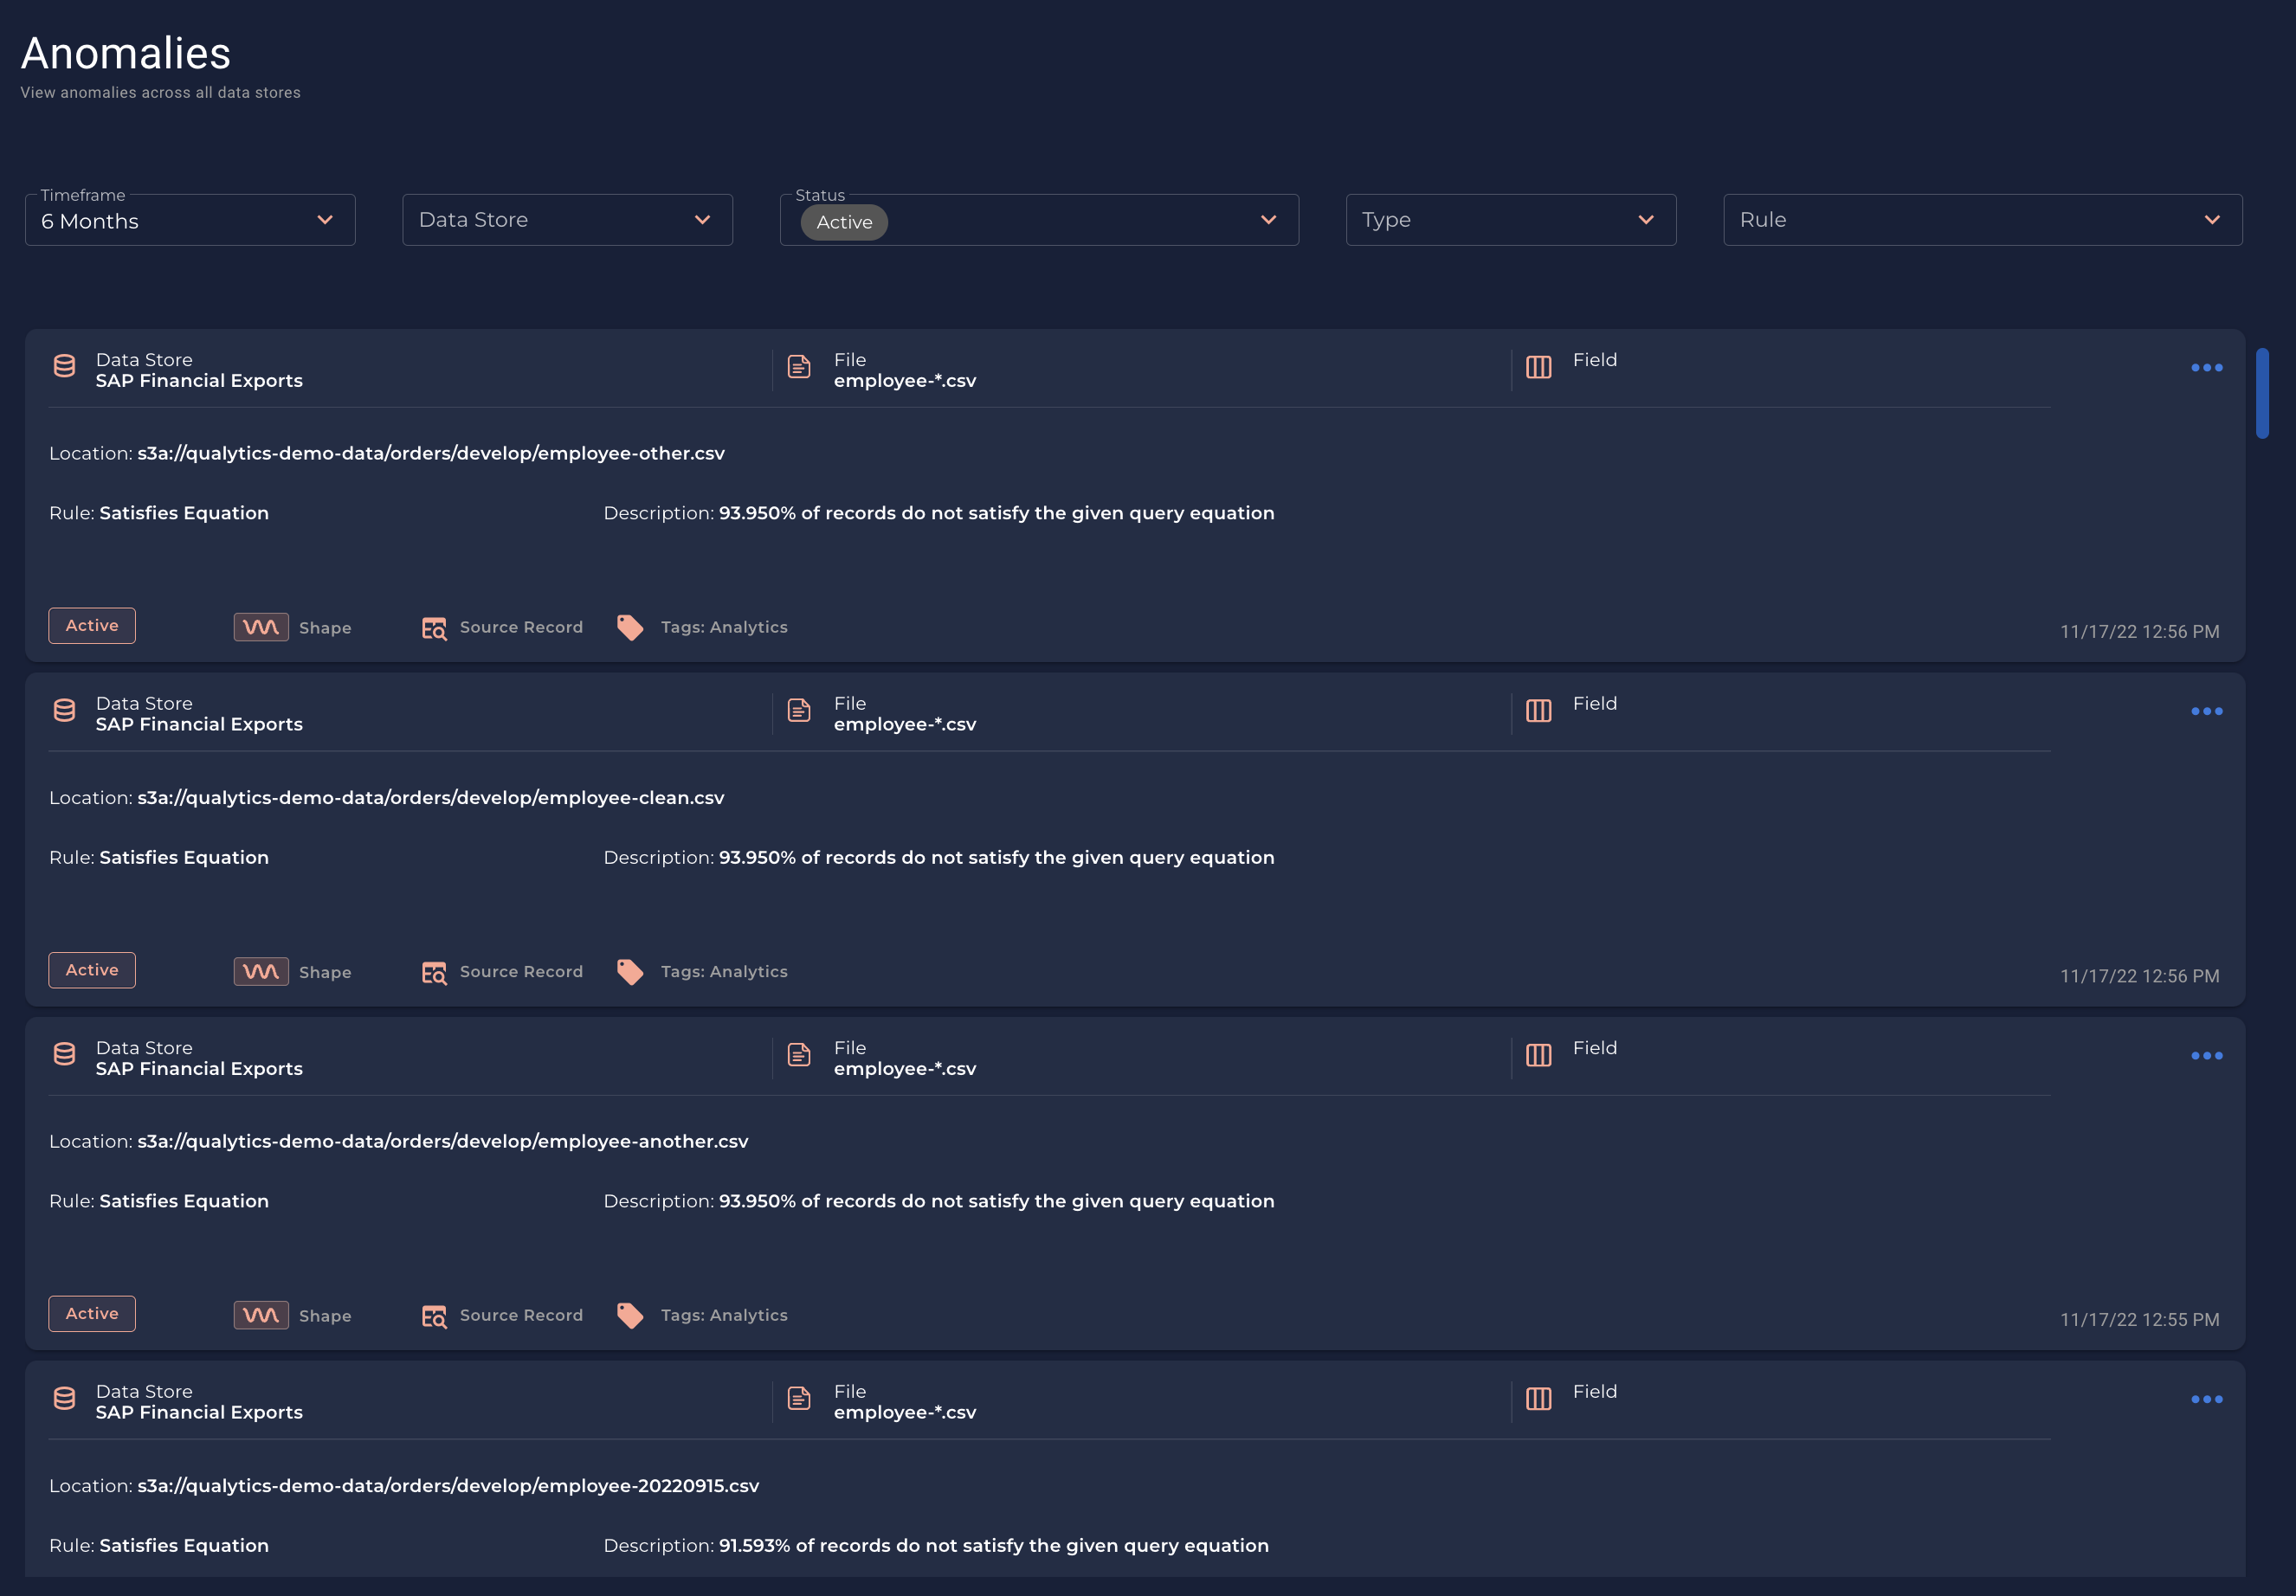 Anomalies
View anomalies across all data stores
Timeframe
6 Months
Data Store
Status
Active
Type
Rule
Data Store
SAP Financial Exports
File
employee-*.csv
Field
Location: s3a://qualytics-demo-data/orders/develop/employee-other.csv
Rule: Satisfies Equation
Description: 93.950% of records do not satisfy the given query equation
Active
Shape
Source Record
Tags: Analytics
11/17/22 12:56 PM
Data Store
SAP Financial Exports
File
employee-*.csv
Field
Location: s3a://qualytics-demo-data/orders/develop/employee-clean.csv
Rule: Satisfies Equation
Description: 93.950% of records do not satisfy the given query equation
Active
Shape
Source Record
Tags: Analytics
11/17/22 12:56 PM
Data Store
SAP Financial Exports
File
employee-*.csv
Field
Location: s3a://qualytics-demo-data/orders/develop/employee-another.csv
Rule: Satisfies Equation
Description: 93.950% of records do not satisfy the given query equation
Active
Shape
Source Record
Tags: Analytics
11/17/22 12:55 PM
Data Store
SAP Financial Exports
File
employee-*.csv
Field
Location: s3a://qualytics-demo-data/orders/develop/employee-20220915.csv
Rule: Satisfies Equation
Description: 91.593% of records do not satisfy the given query equation